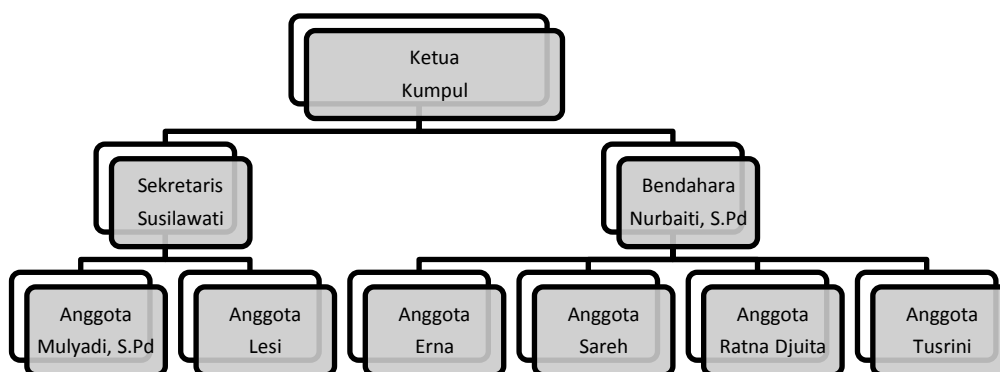 Ketua
Kumpul
Sekretaris
Susilawati
Bendahara
Nurbaiti, S.Pd
Anggota
Mulyadi, S.Pd
Anggota
Lesi
Anggota
Erna
Anggota
Sareh
Anggota
Ratna Djuita
Anggota
Tusrini